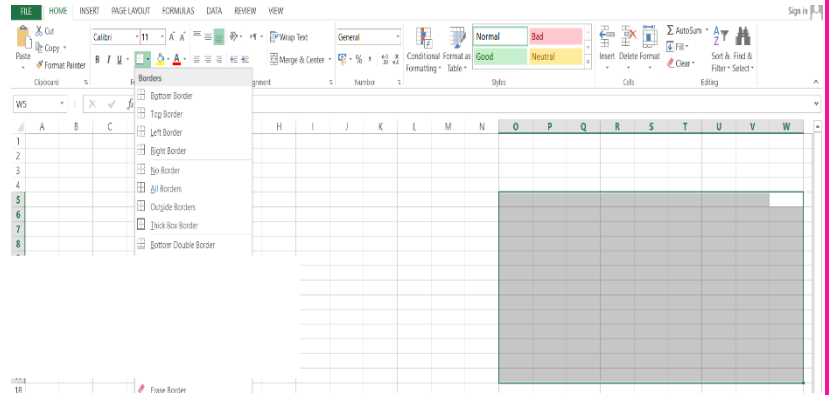 FILE HOME INSERT PAGE LAYOUT FORMULAS DATA REVIEW VIEW Sign in
Cut
Copy
Format Painter
Paste
Clipboard
Calibri 11 A A
B I U A
Wrap Text
Merge & Center
gnment
General
% ,
Number
Conditional Formatting
Format as Table
Normal Bad
Good Neutral
Styles
Insert Delete Format
Cells
AutoSum
Fill
Clear
Sort & Filter
Find & Select
Editing
W5
A B C H I J K L M N O P Q R S T U V W
Borders
Bottom Border
Top Border
Left Border
Right Border
No Border
All Borders
Outside Borders
Thick Box Border
Bottom Double Border
Erase Border
1
2
3
4
5
6
7
8
18